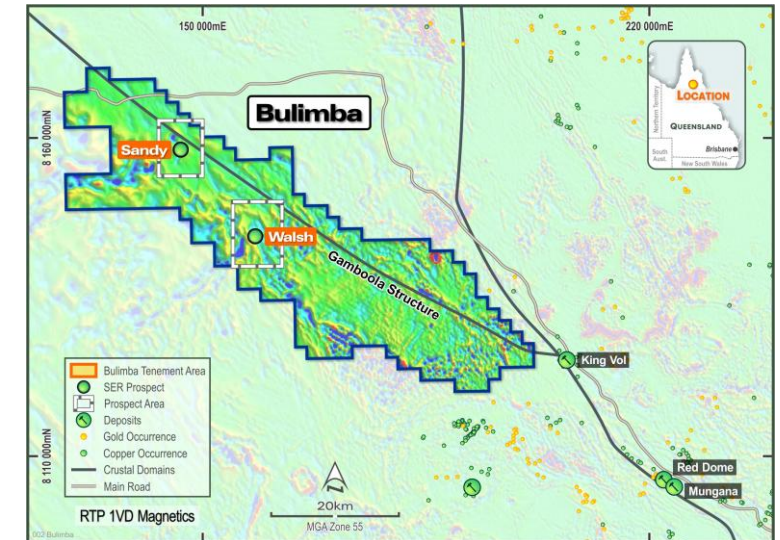 150 000mE
220 000mE
8 160 000mN
8 110 000mN
Bulimba
Sandy
Walsh
Gamboola Structure
King Vol
Red Dome
Mungana
LOCATION
Northern Territory
QUEENSLAND
Brisbane
South
Aust.
New South Wales
Bulimba Tenement Area
SER Prospect
Prospect Area
Deposits
Gold Occurrence
Copper Occurrence
Crustal Domains
Main Road
RTP 1VD Magnetics
N
20km
MGA Zone 55
002 Bulimba